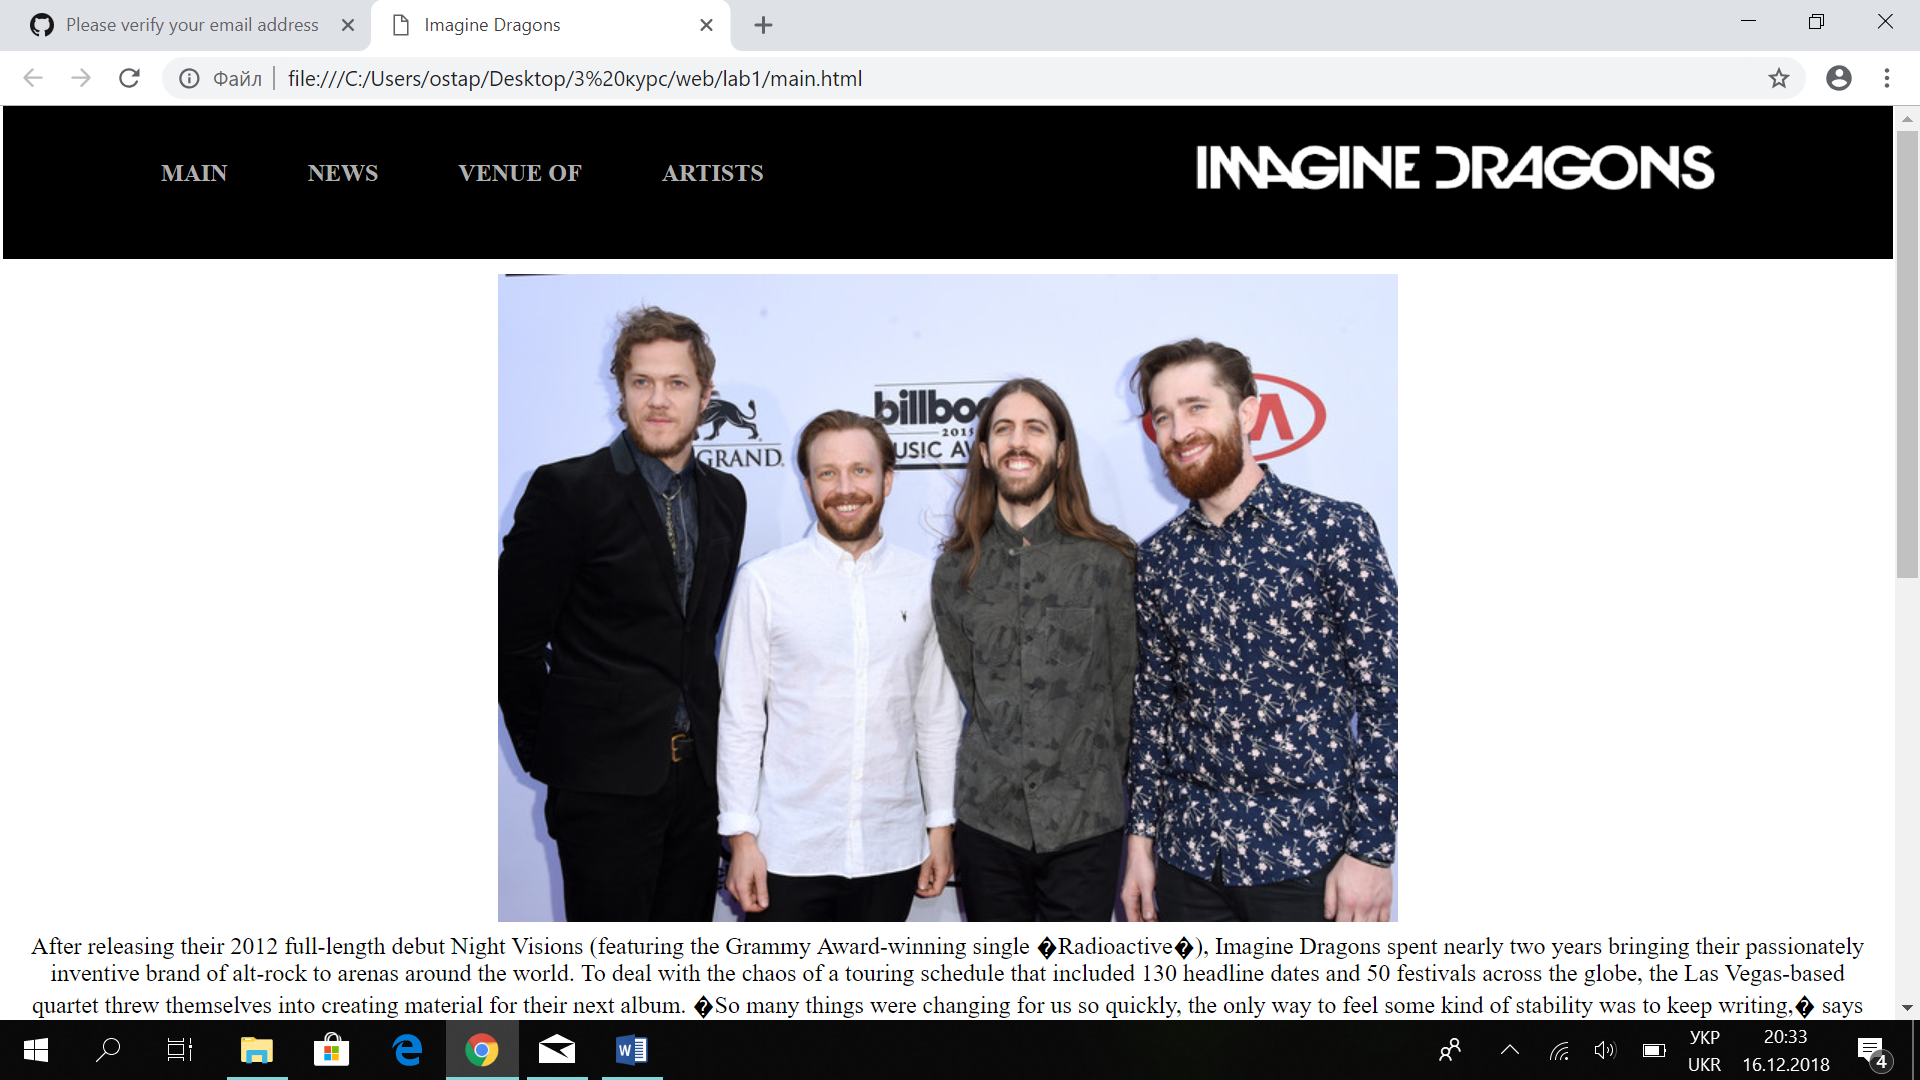 Please verify your email address
Imagine Dragons
Файл
file:///C:/Users/ostap/Desktop/3%20курс/web/lab1/main.html
MAIN NEWS VENUE OF ARTISTS
IMAGINE DRAGONS
GRAND
billbo
2015
USIC AW
After releasing their 2012 full-length debut Night Visions (featuring the Grammy Award-winning single �Radioactive�), Imagine Dragons spent nearly two years bringing their passionately
inventive brand of alt-rock to arenas around the world. To deal with the chaos of a touring schedule that included 130 headline dates and 50 festivals across the globe, the Las Vegas-based
quartet threw themselves into creating material for their next album. �So many things were changing for us so quickly, the only way to feel some kind of stability was to keep writing,� says
УКР
UKR
20:33
16.12.2018
4